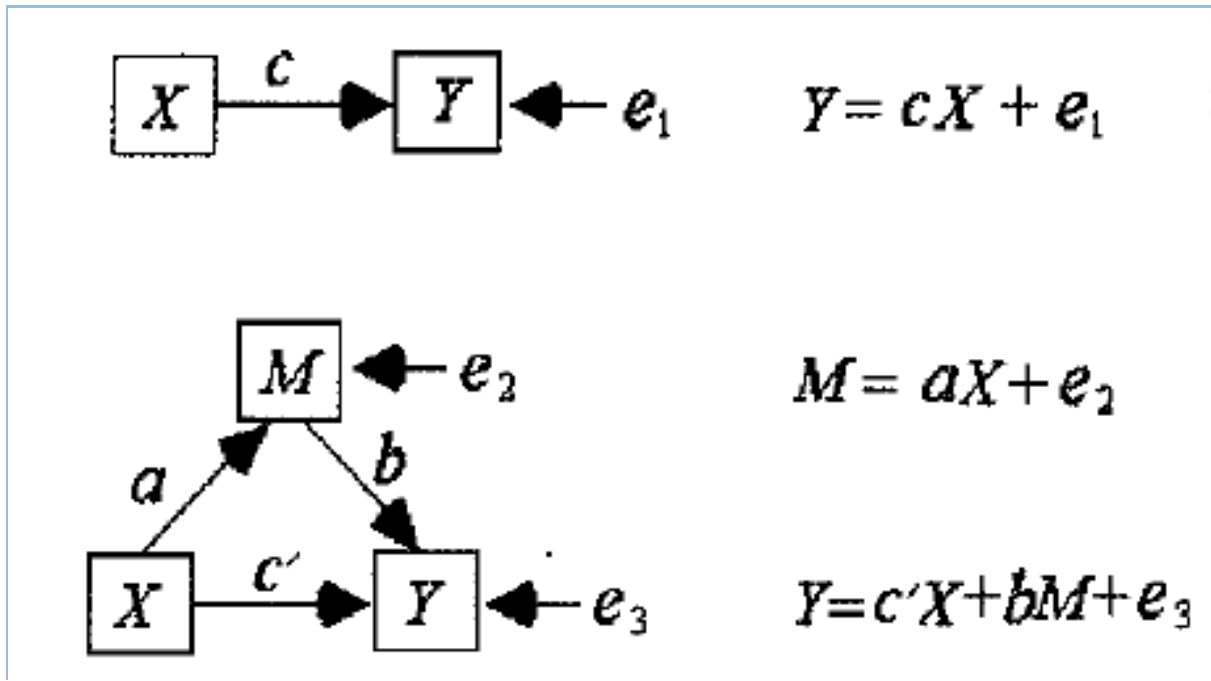 c
X Y e₁ Y = cX + e₁
M e₂ M = aX + e₂
a b
c′
X Y e₃ Y=c′X+bM+e₃